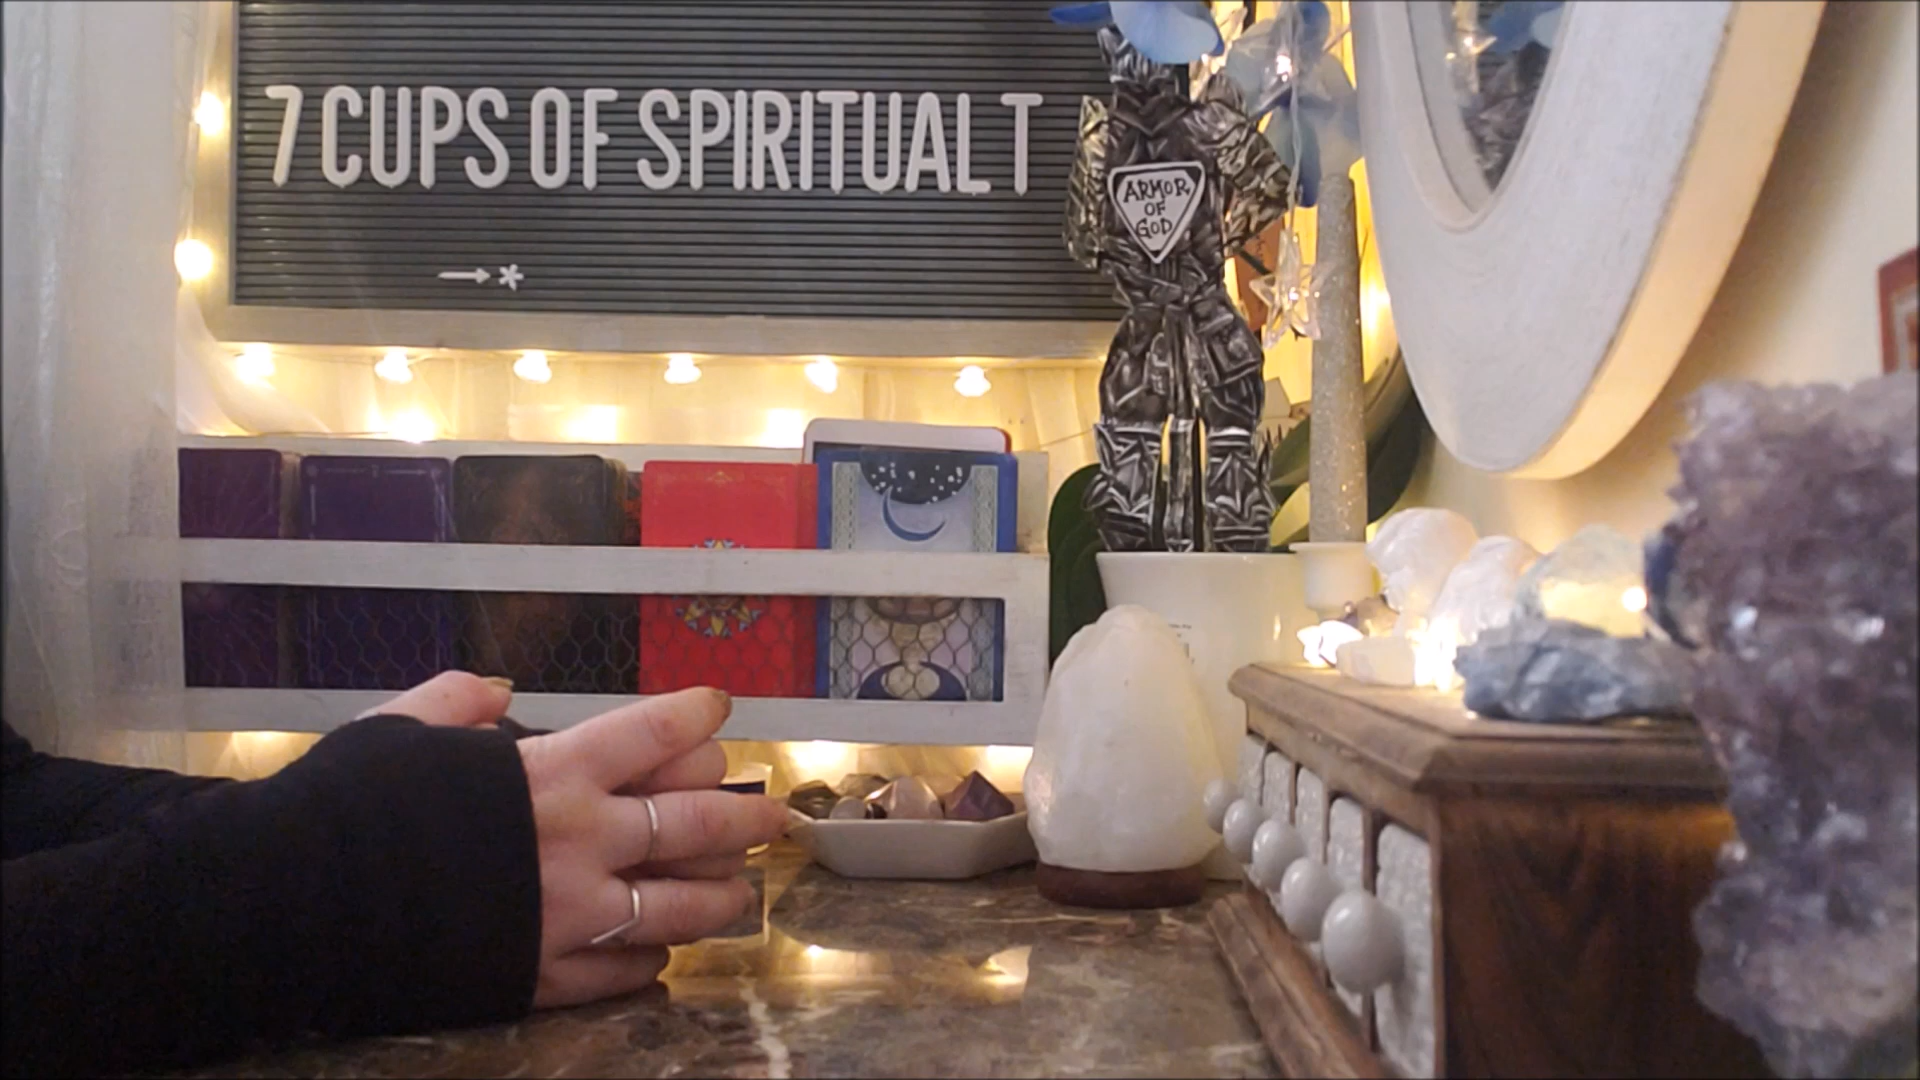 7 CUPS OF SPIRITUAL T
ARMOR
OF
GOD